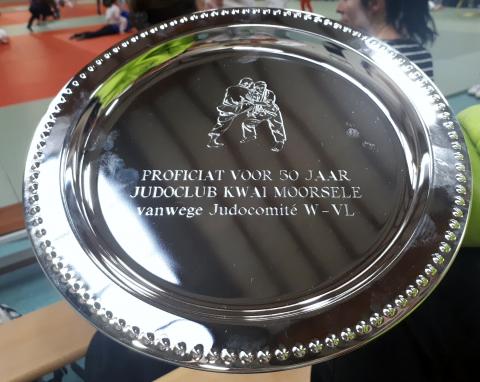 PROFICIAT VOOR 50 JAAR
JUDOCLUB KWAI MOORSELE
vanwege Judocomité W-VL